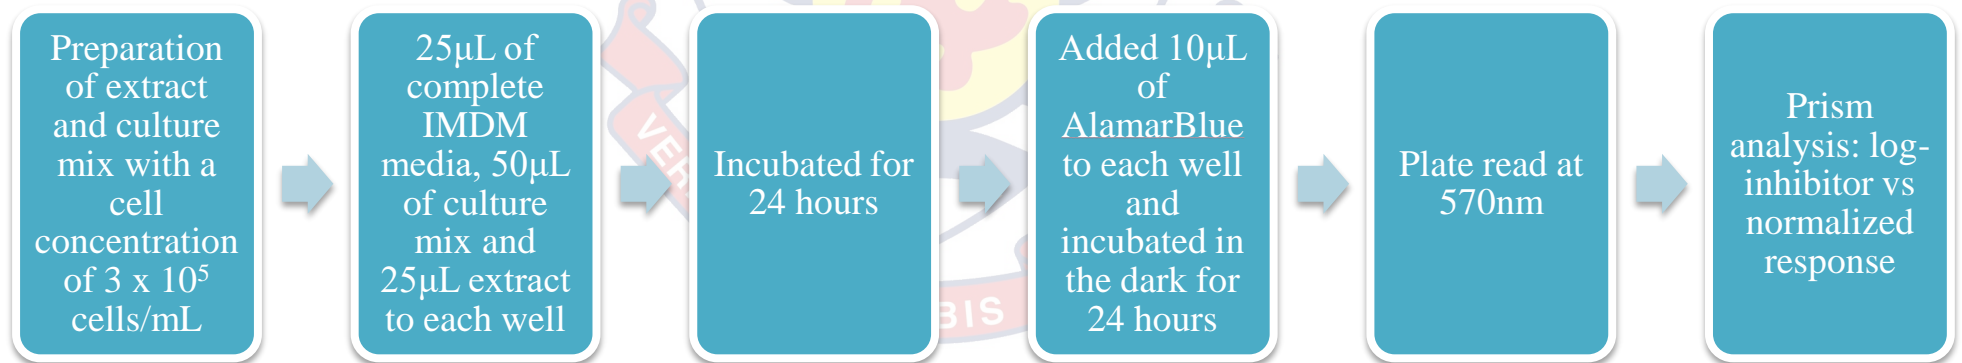 Preparation
of extract
and culture
mix with a
cell
concentration
of 3 x 10⁵
cells/mL
25μL of
complete
IMDM
media, 50μL
of culture
mix and
25μL extract
to each well
Incubated for
24 hours
Added 10μL
of
AlamarBlue
to each well
and
incubated in
the dark for
24 hours
Plate read at
570nm
Prism
analysis: log-
inhibitor vs
normalized
response
BIS